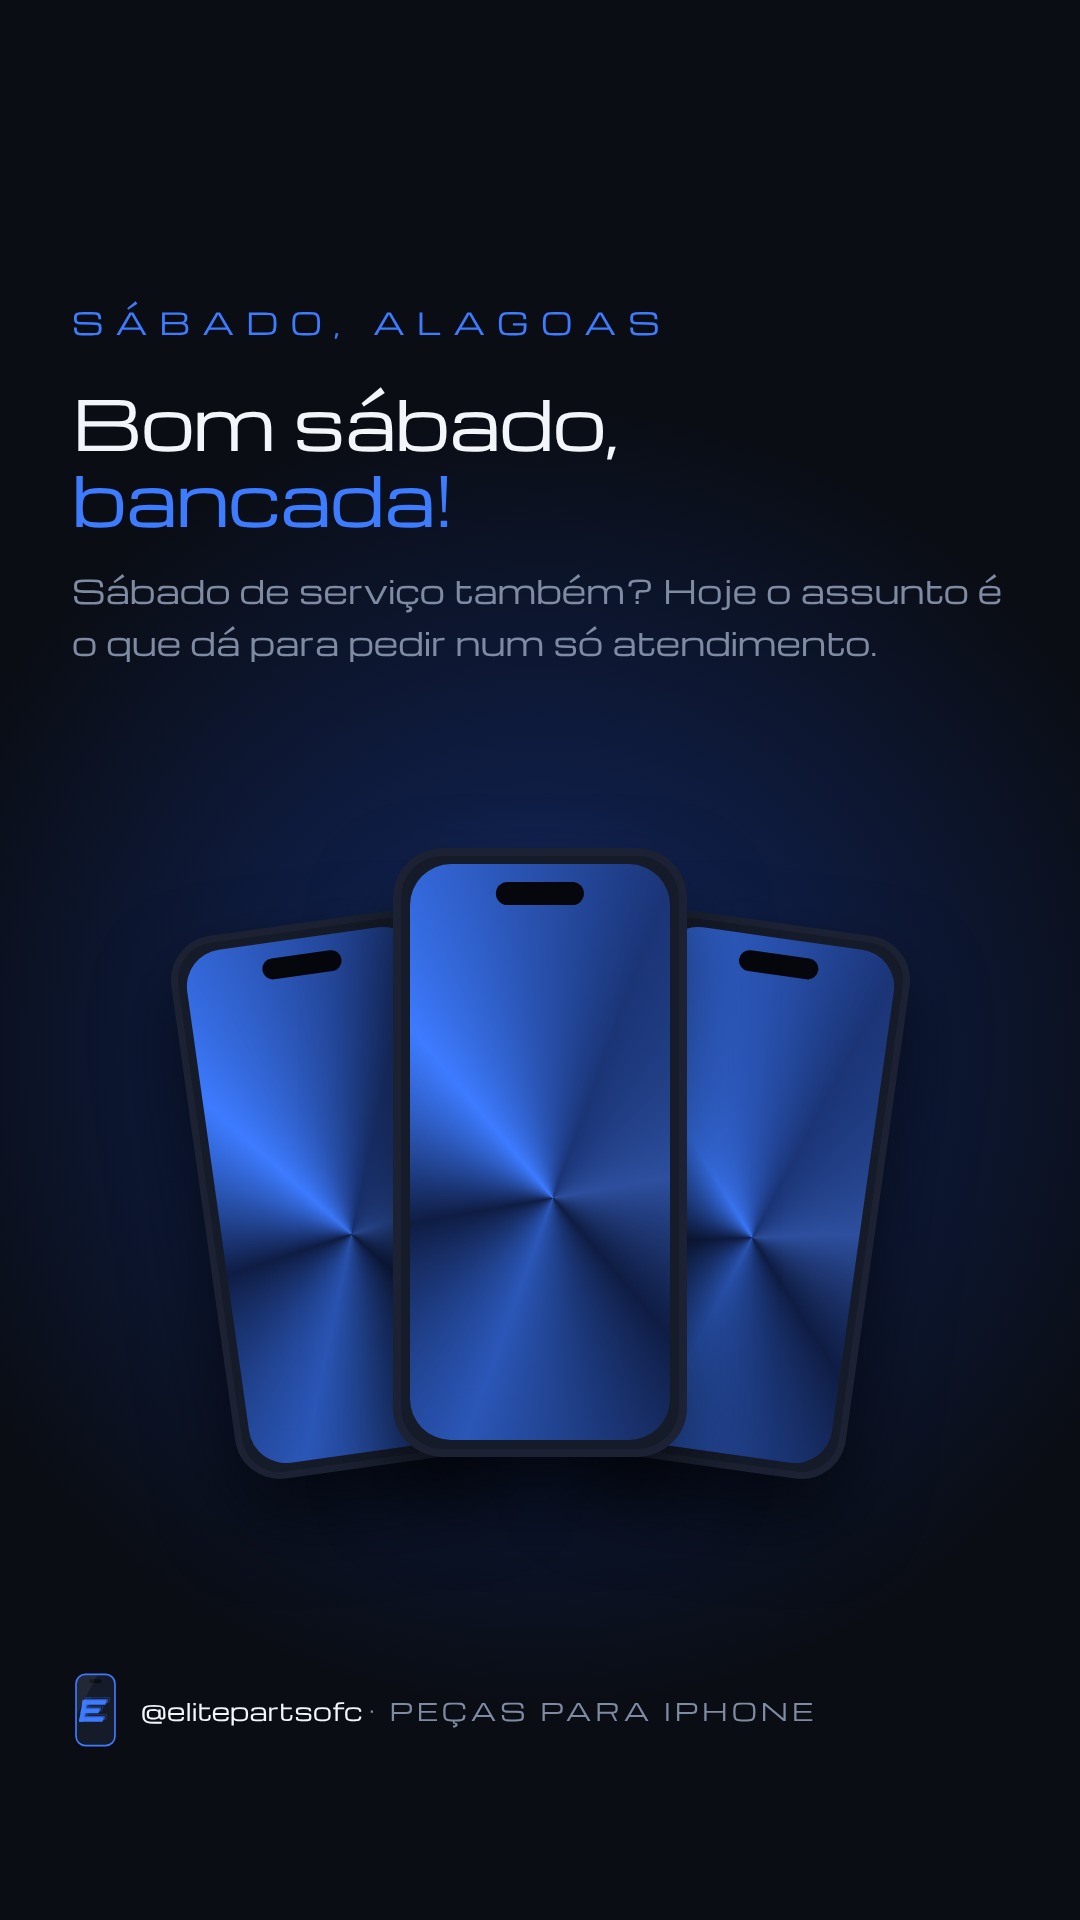 SÁBADO, ALAGOAS
Bom sábado,
bancada!
Sábado de serviço também? Hoje o assunto é
o que dá para pedir num só atendimento.
E
@elitepartsofc · PEÇAS PARA IPHONE